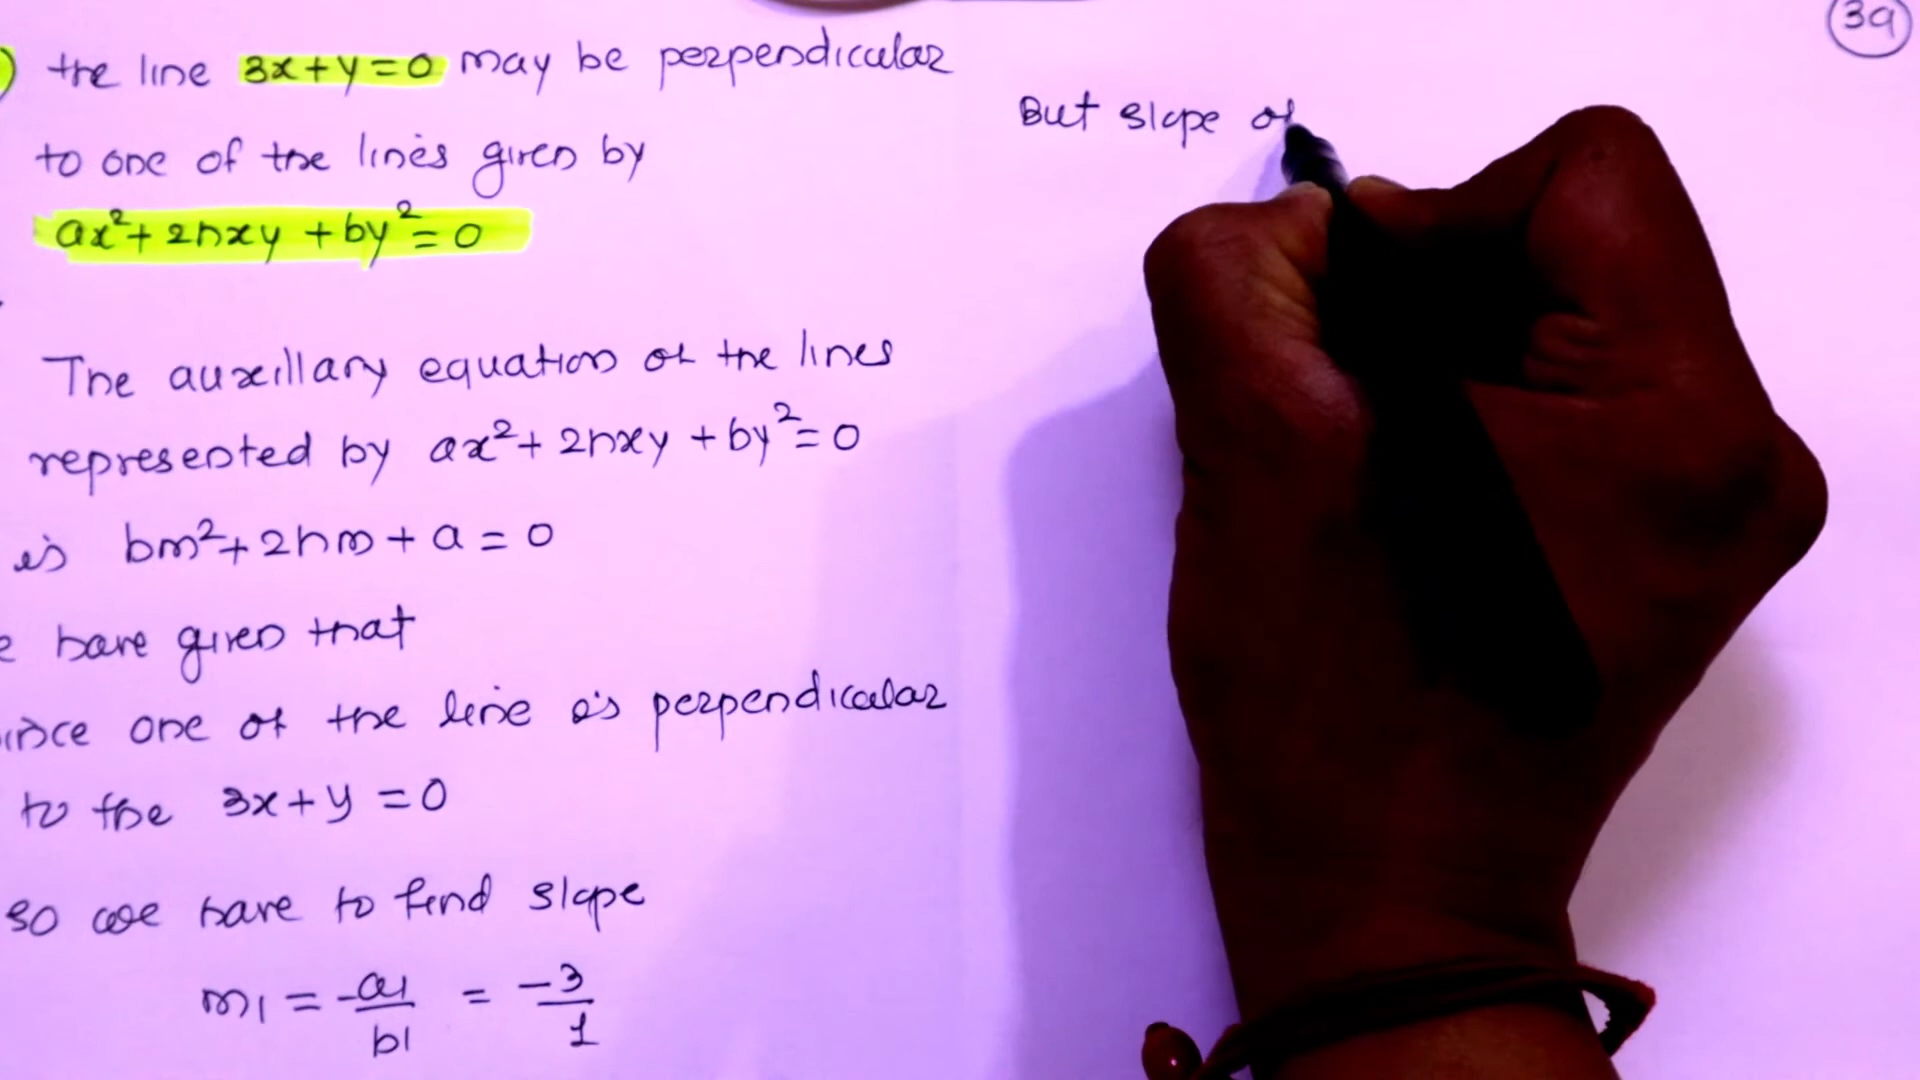 the line 3x+y=0 may be perpendicular
to one of the lines given by
ax²+2hxy+by²=0
The auxillary equation of the lines
represented by ax²+2hxy+by²=0
is bm²+2hm+a=0
have given that
since one of the line is perpendicular
to the 3x+y=0
so we have to find slope
m1 = -a1/b1 = -3/1
39
But slope of